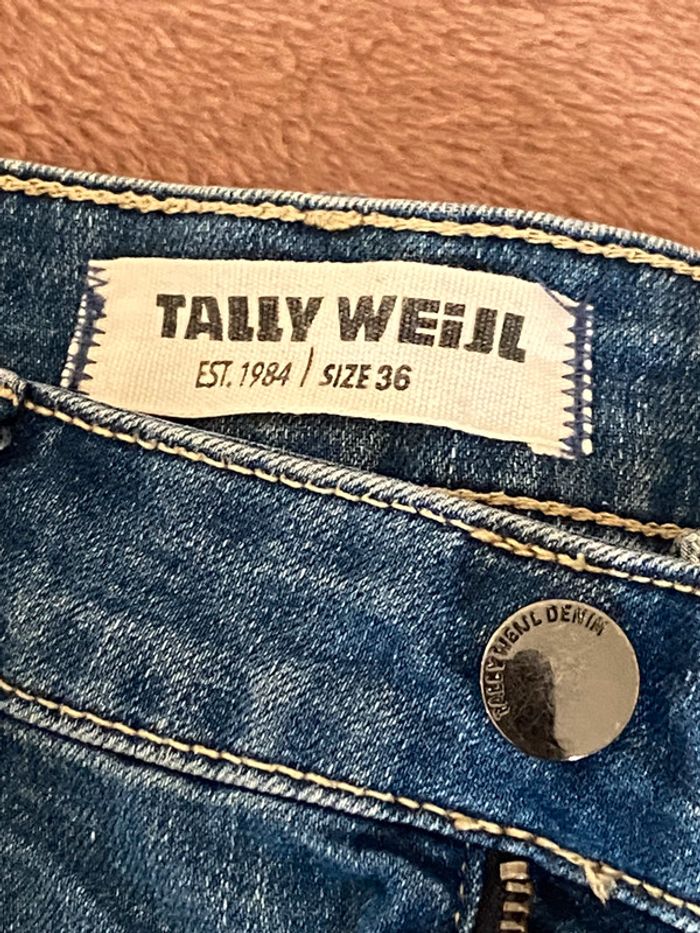 TALLY WEiJL
EST. 1984 / SIZE 36
TALLY WEIJL DENIM